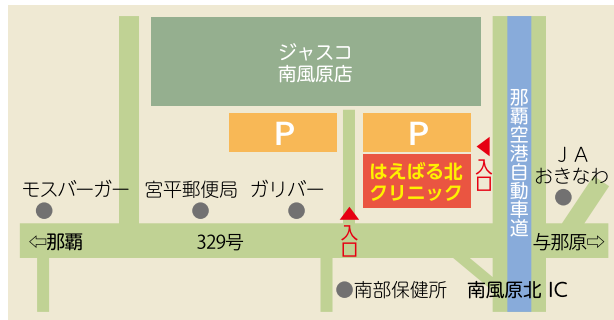 ジャスコ
南風原店
P
P
はえばる北
クリニック
入口
那覇空港自動車道
JA
おきなわ
モスバーガー
宮平郵便局
ガリバー
入口
⇦那覇
329号
与那原⇨
南部保健所
南風原北 IC